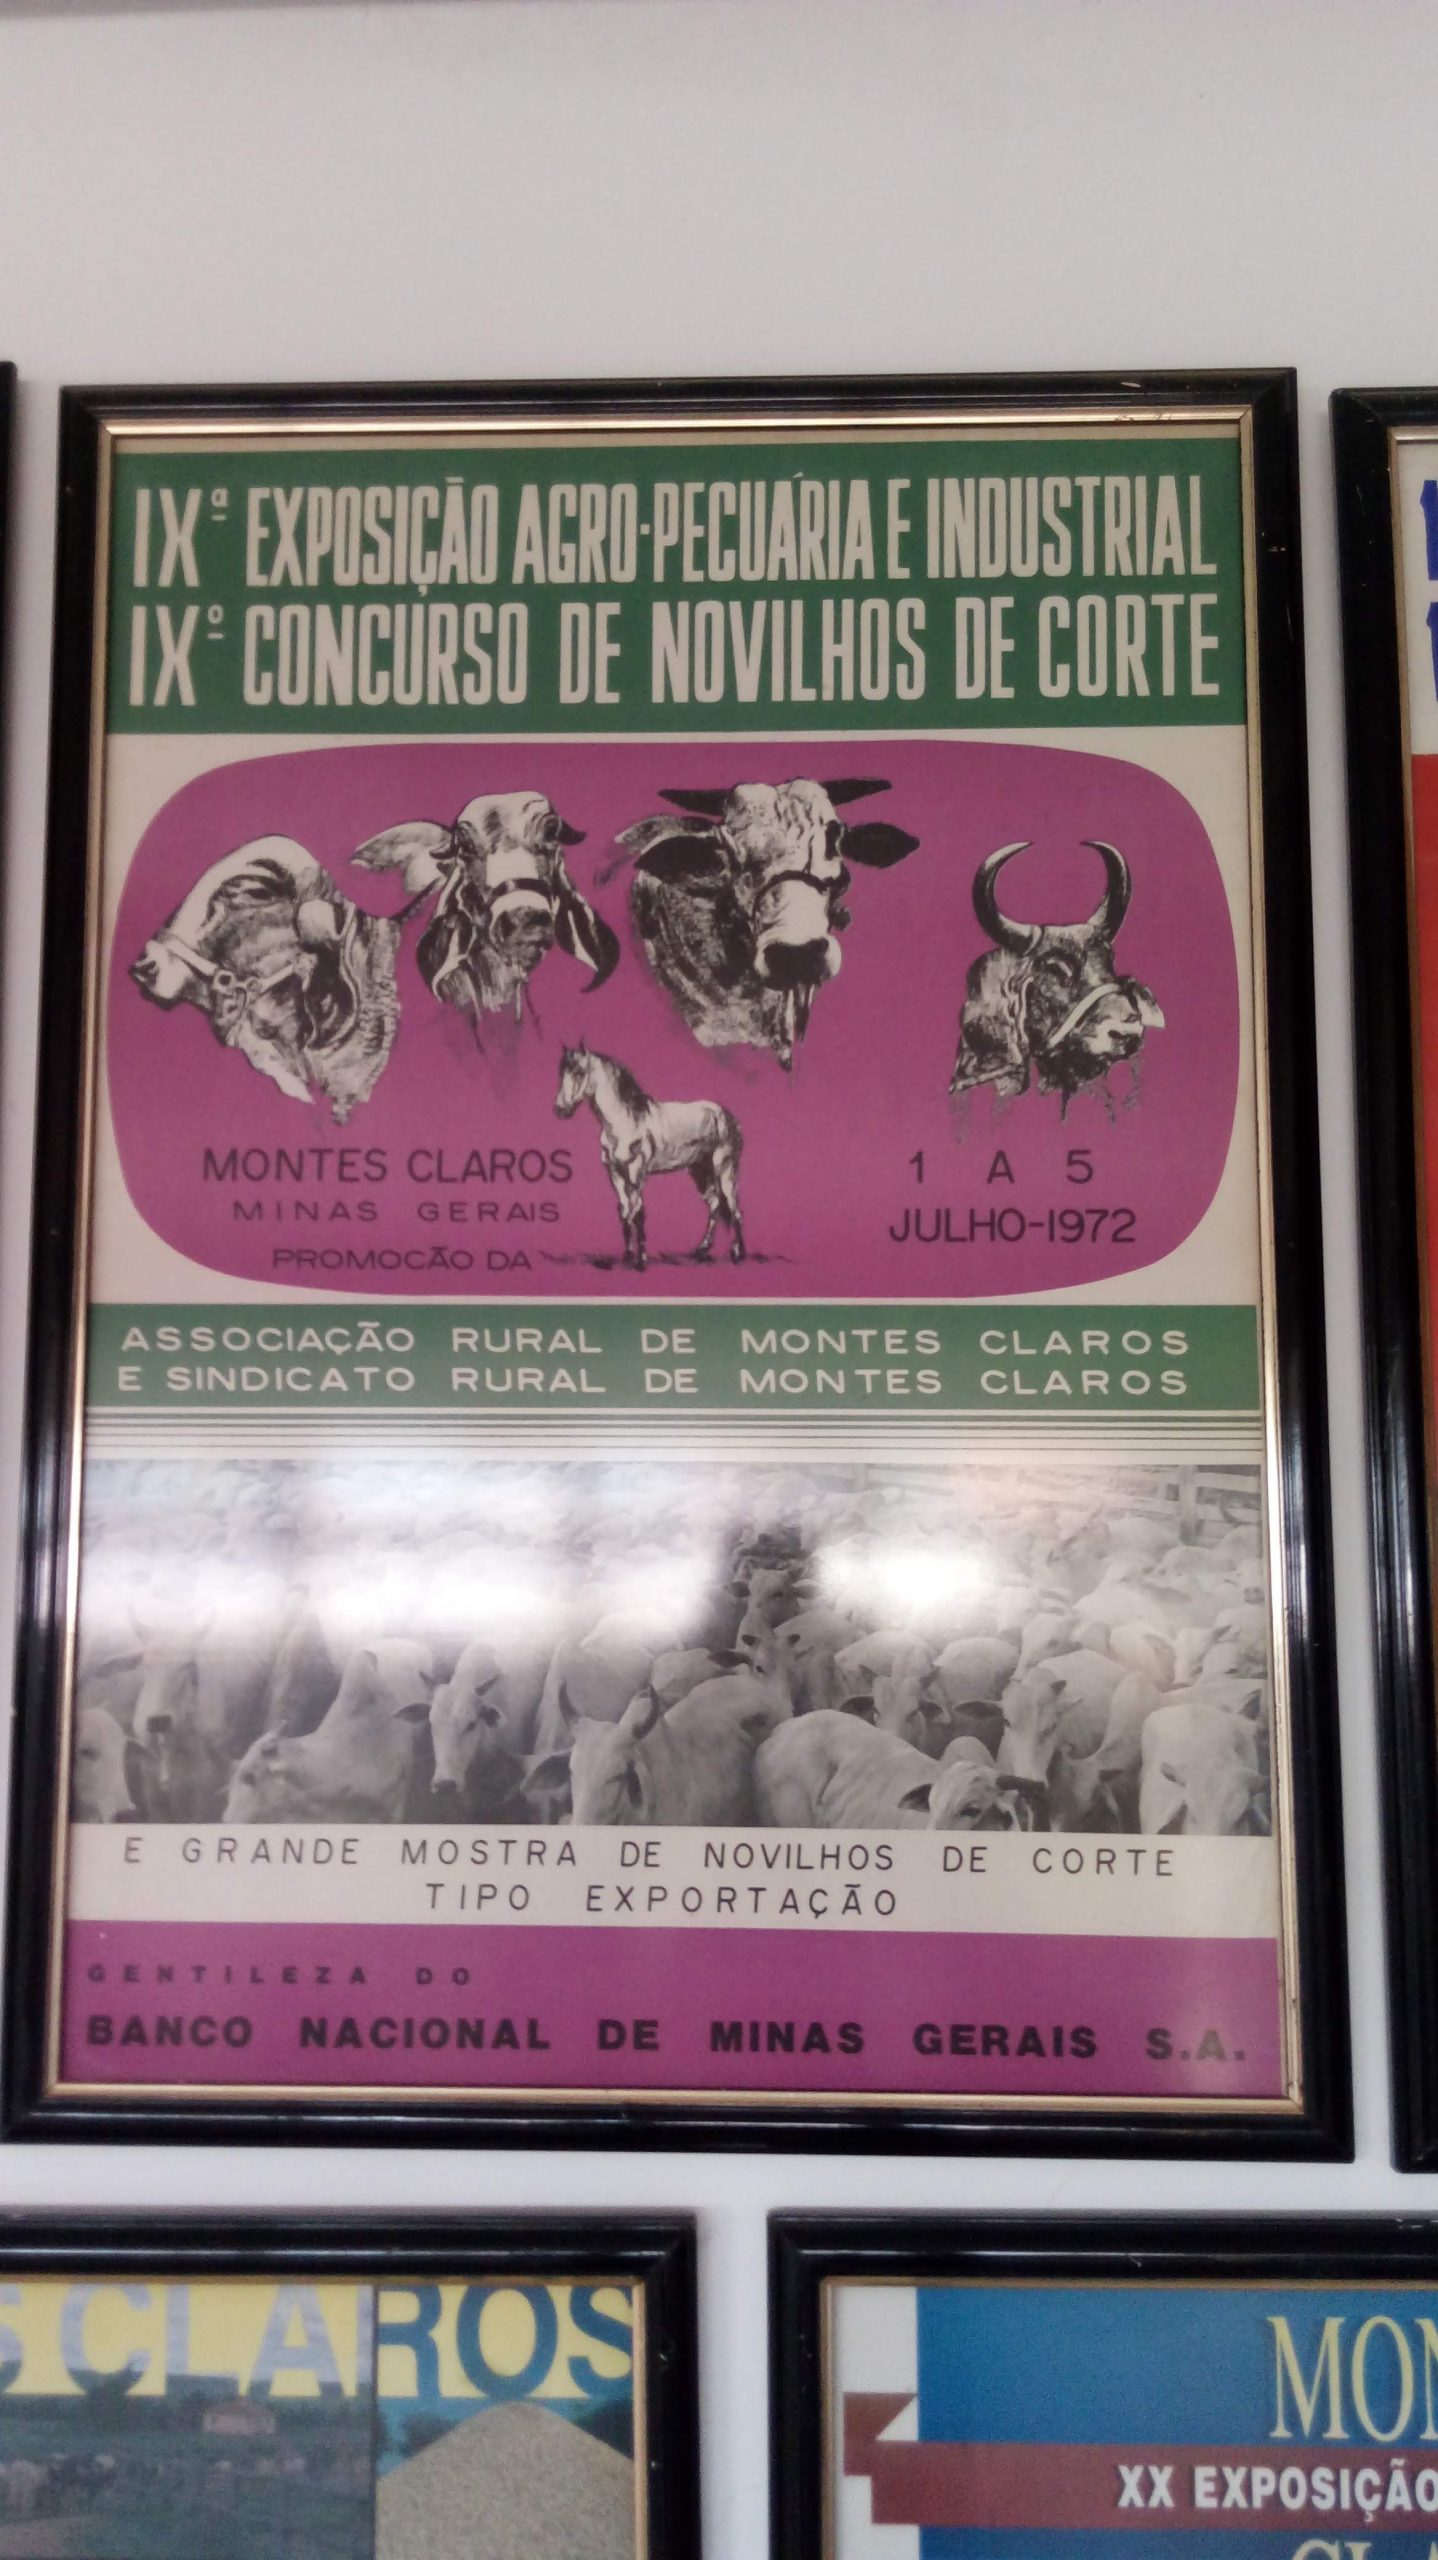 IXª EXPOSIÇÃO AGRO-PECUÁRIA E INDUSTRIAL
IXº CONCURSO DE NOVILHOS DE CORTE
MONTES CLAROS
MINAS GERAIS
PROMOCÃO DA
1 A 5
JULHO-1972
ASSOCIAÇÃO RURAL DE MONTES CLAROS
E SINDICATO RURAL DE MONTES CLAROS
E GRANDE MOSTRA DE NOVILHOS DE CORTE
TIPO EXPORTAÇÃO
GENTILEZA DO
BANCO NACIONAL DE MINAS GERAIS S.A.
S CLAROS
MON
XX EXPOSIÇÃO